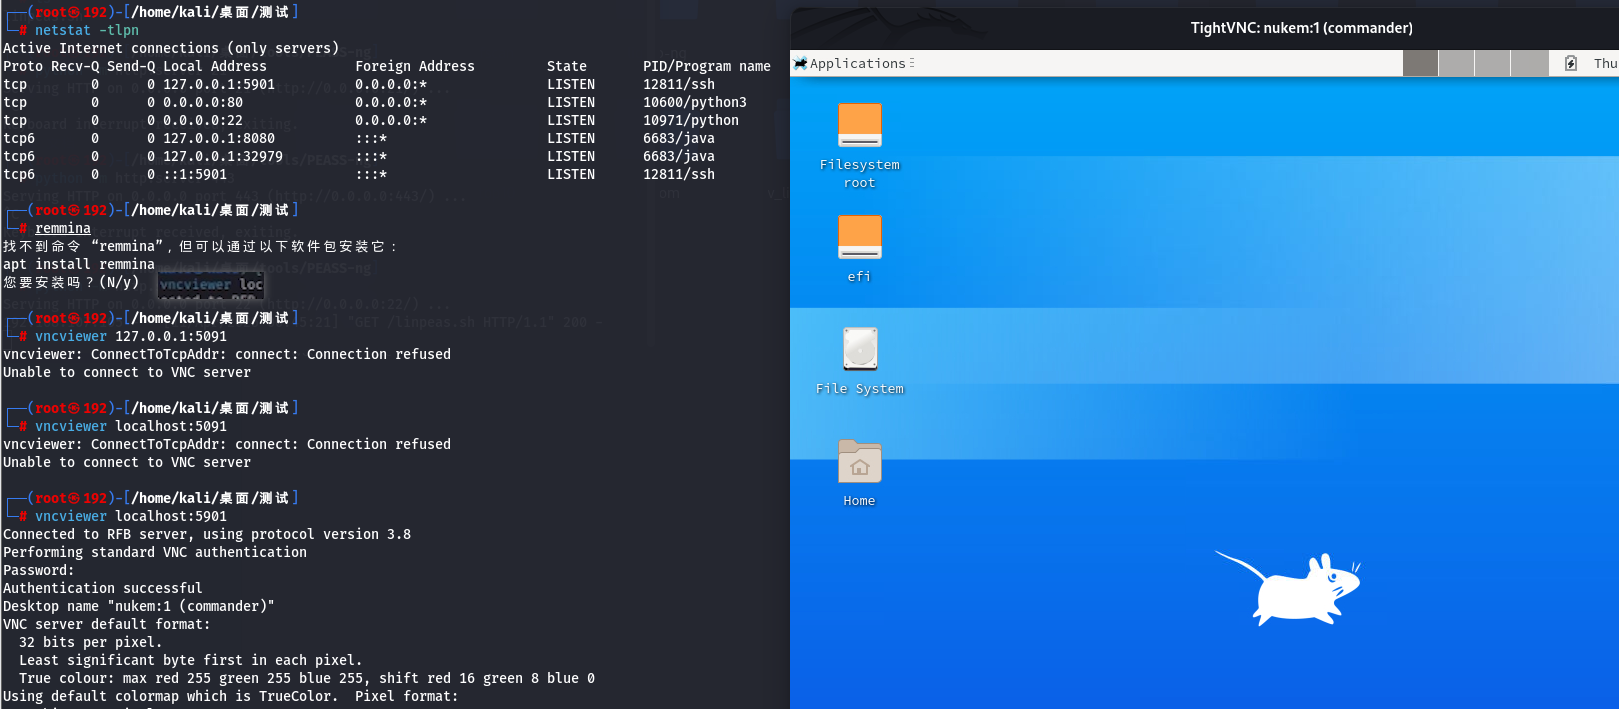 ┌──(root㉿192)-[/home/kali/桌面/测试]
└─# netstat -tlpn
Active Internet connections (only servers)
Proto Recv-Q Send-Q Local Address           Foreign Address         State       PID/Program name
tcp        0      0 127.0.0.1:5901          0.0.0.0:*               LISTEN      12811/ssh
tcp        0      0 0.0.0.0:80              0.0.0.0:*               LISTEN      10600/python3
tcp        0      0 0.0.0.0:22              0.0.0.0:*               LISTEN      10971/python
tcp6       0      0 127.0.0.1:8080          :::*                    LISTEN      6683/java
tcp6       0      0 127.0.0.1:32979         :::*                    LISTEN      6683/java
tcp6       0      0 ::1:5901                :::*                    LISTEN      12811/ssh
┌──(root㉿192)-[/home/kali/桌面/测试]
└─# remmina
找不到命令 “remmina”，但可以通过以下软件包安装它：
apt install remmina
您要安装吗？(N/y)
vncviewer loc
┌──(root㉿192)-[/home/kali/桌面/测试]
└─# vncviewer 127.0.0.1:5091
vncviewer: ConnectToTcpAddr: connect: Connection refused
Unable to connect to VNC server
┌──(root㉿192)-[/home/kali/桌面/测试]
└─# vncviewer localhost:5091
vncviewer: ConnectToTcpAddr: connect: Connection refused
Unable to connect to VNC server
┌──(root㉿192)-[/home/kali/桌面/测试]
└─# vncviewer localhost:5901
Connected to RFB server, using protocol version 3.8
Performing standard VNC authentication
Password:
Authentication successful
Desktop name "nukem:1 (commander)"
VNC server default format:
  32 bits per pixel.
  Least significant byte first in each pixel.
  True colour: max red 255 green 255 blue 255, shift red 16 green 8 blue 0
Using default colormap which is TrueColor.  Pixel format:
TightVNC: nukem:1 (commander)
Applications
Thu
Filesystem
root
efi
File System
Home